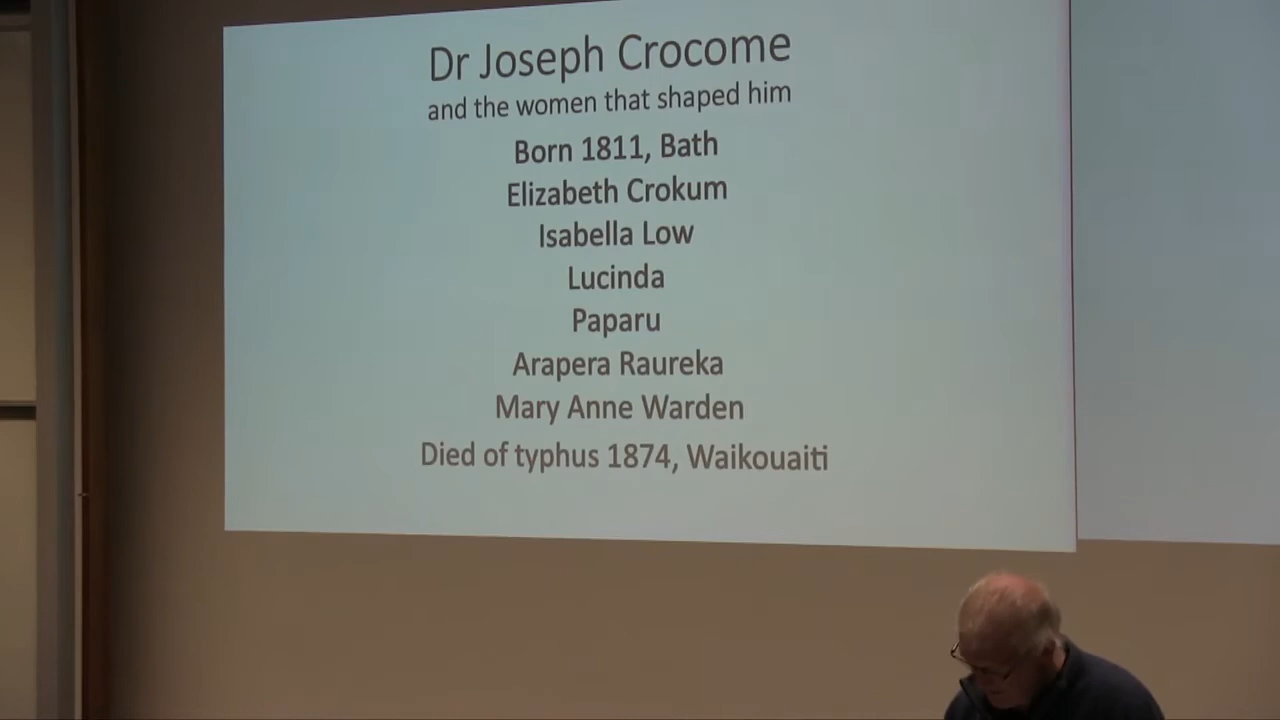 Dr Joseph Crocome
and the women that shaped him
Born 1811, Bath
Elizabeth Crokum
Isabella Low
Lucinda
Paparu
Arapera Raureka
Mary Anne Warden
Died of typhus 1874, Waikouaiti